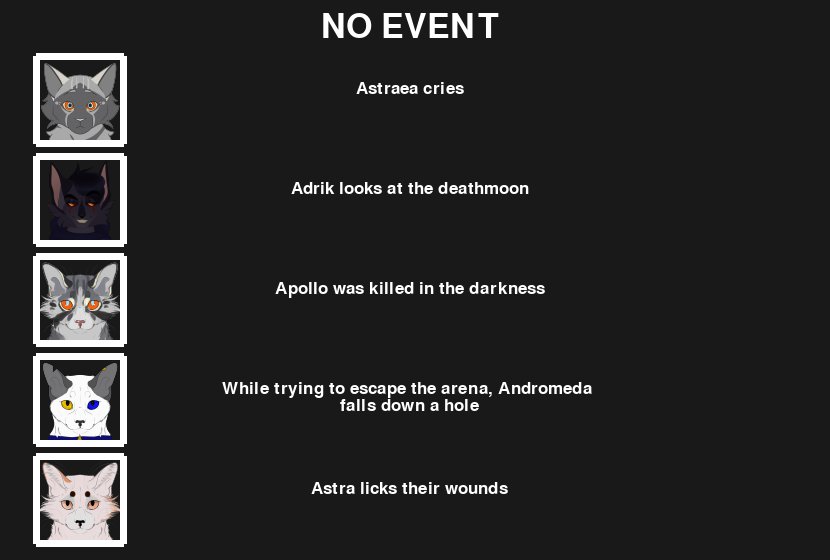 NO EVENT
Astraea cries
Adrik looks at the deathmoon
Apollo was killed in the darkness
While trying to escape the arena, Andromeda
falls down a hole
Astra licks their wounds